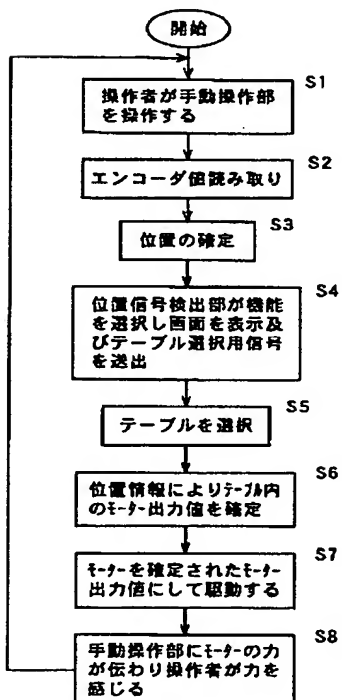 開始
S1
操作者が手動操作部
を操作する
S2
エンコーダ値読み取り
S3
位置の確定
S4
位置信号検出部が機能
を選択し画面を表示及
びテーブル選択用信号
を送出
S5
テーブルを選択
S6
位置情報によりテーブル内
のモーター出力値を確定
S7
モーターを確定されたモーター
出力値にして駆動する
S8
手動操作部にモーターの力
が伝わり操作者が力を
感じる